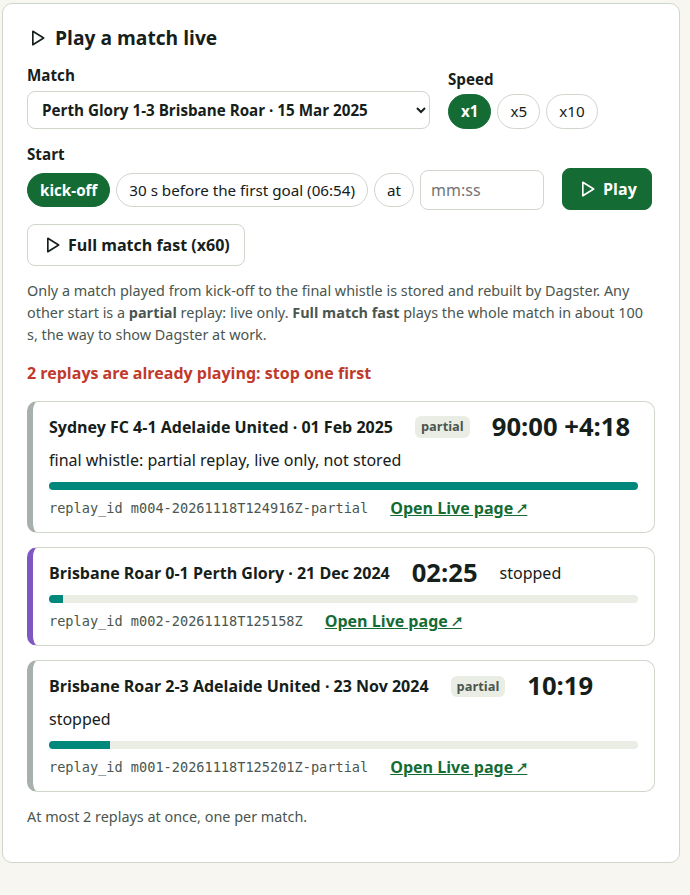 Play a match live
Match
Speed
Perth Glory 1-3 Brisbane Roar · 15 Mar 2025
x1
x5
x10
Start
kick-off
30 s before the first goal (06:54)
at
mm:ss
Play
Full match fast (x60)
Only a match played from kick-off to the final whistle is stored and rebuilt by Dagster. Any
other start is a partial replay: live only. Full match fast plays the whole match in about 100
s, the way to show Dagster at work.
2 replays are already playing: stop one first
Sydney FC 4-1 Adelaide United · 01 Feb 2025 partial 90:00 +4:18
final whistle: partial replay, live only, not stored
replay_id m004-20261118T124916Z-partial Open Live page ↗
Brisbane Roar 0-1 Perth Glory · 21 Dec 2024 02:25 stopped
replay_id m002-20261118T125158Z Open Live page ↗
Brisbane Roar 2-3 Adelaide United · 23 Nov 2024 partial 10:19
stopped
replay_id m001-20261118T125201Z-partial Open Live page ↗
At most 2 replays at once, one per match.